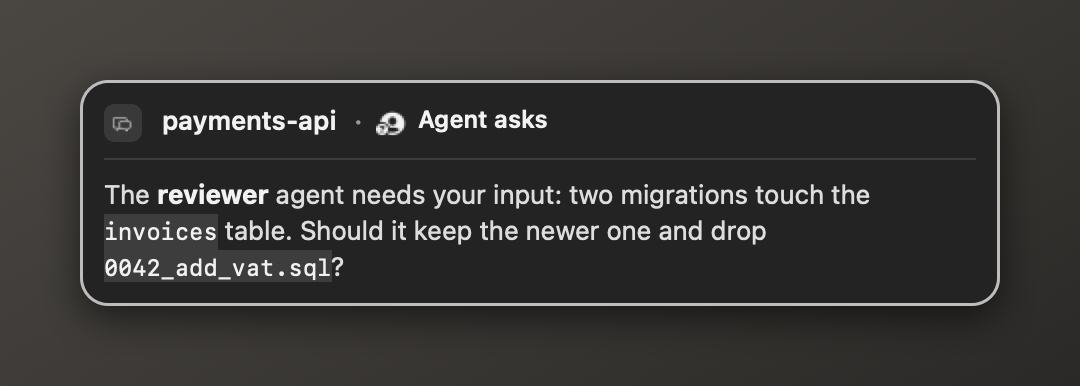 payments-api · Agent asks
The reviewer agent needs your input: two migrations touch the
invoices table. Should it keep the newer one and drop
0042_add_vat.sql?